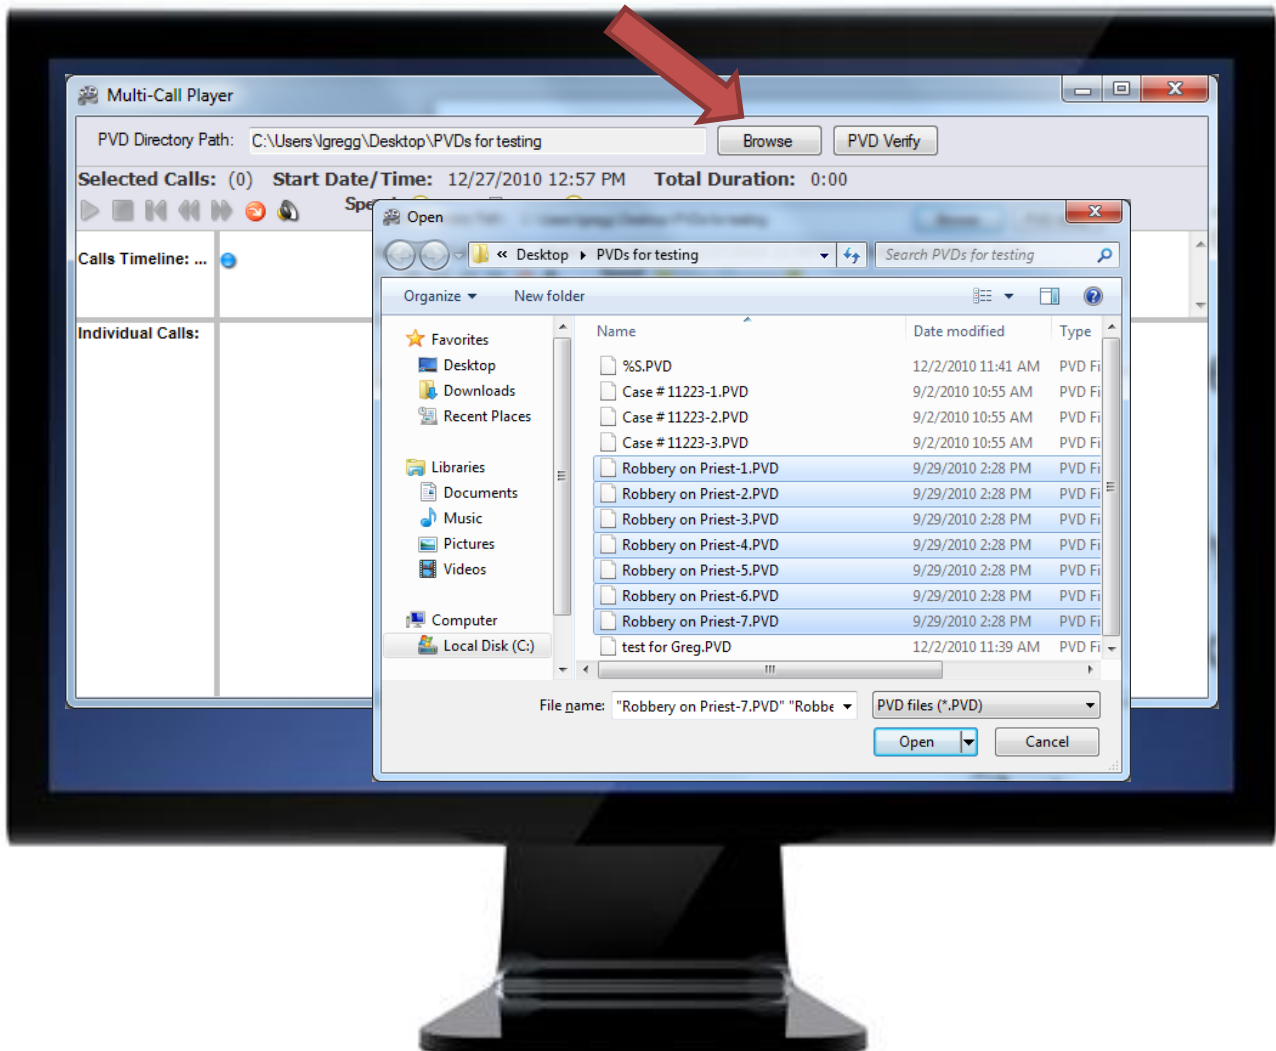 Multi-Call Player
PVD Directory Path: C:\Users\lgregg\Desktop\PVDs for testing Browse PVD Verify
Selected Calls: (0) Start Date/Time: 12/27/2010 12:57 PM Total Duration: 0:00
Open
« Desktop ▸ PVDs for testing Search PVDs for testing
Calls Timeline: ...
Organize New folder
Individual Calls:
Name Date modified Type
Favorites
Desktop
Downloads
Recent Places
Libraries
Documents
Music
Pictures
Videos
Computer
Local Disk (C:)
%S.PVD 12/2/2010 11:41 AM PVD Fi
Case # 11223-1.PVD 9/2/2010 10:55 AM PVD Fi
Case # 11223-2.PVD 9/2/2010 10:55 AM PVD Fi
Case # 11223-3.PVD 9/2/2010 10:55 AM PVD Fi
Robbery on Priest-1.PVD 9/29/2010 2:28 PM PVD Fi
Robbery on Priest-2.PVD 9/29/2010 2:28 PM PVD Fi
Robbery on Priest-3.PVD 9/29/2010 2:28 PM PVD Fi
Robbery on Priest-4.PVD 9/29/2010 2:28 PM PVD Fi
Robbery on Priest-5.PVD 9/29/2010 2:28 PM PVD Fi
Robbery on Priest-6.PVD 9/29/2010 2:28 PM PVD Fi
Robbery on Priest-7.PVD 9/29/2010 2:28 PM PVD Fi
test for Greg.PVD 12/2/2010 11:39 AM PVD Fi
File name: "Robbery on Priest-7.PVD" "Robbe PVD files (*.PVD)
Open Cancel